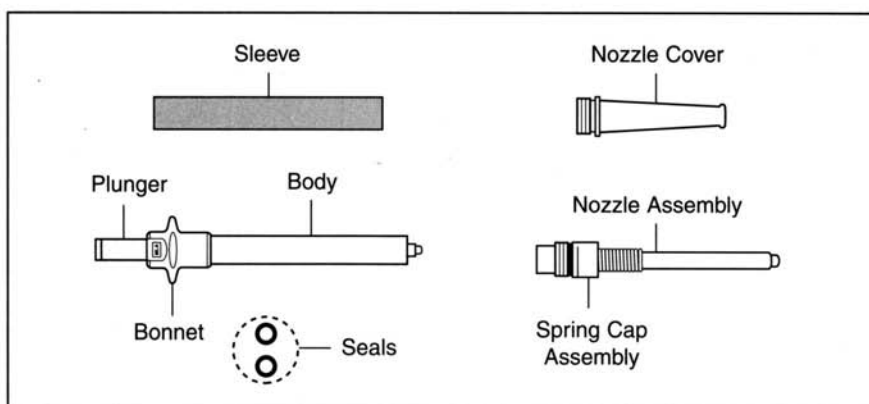 Sleeve
Nozzle Cover
Plunger
Body
Nozzle Assembly
Bonnet
Seals
Spring Cap
Assembly